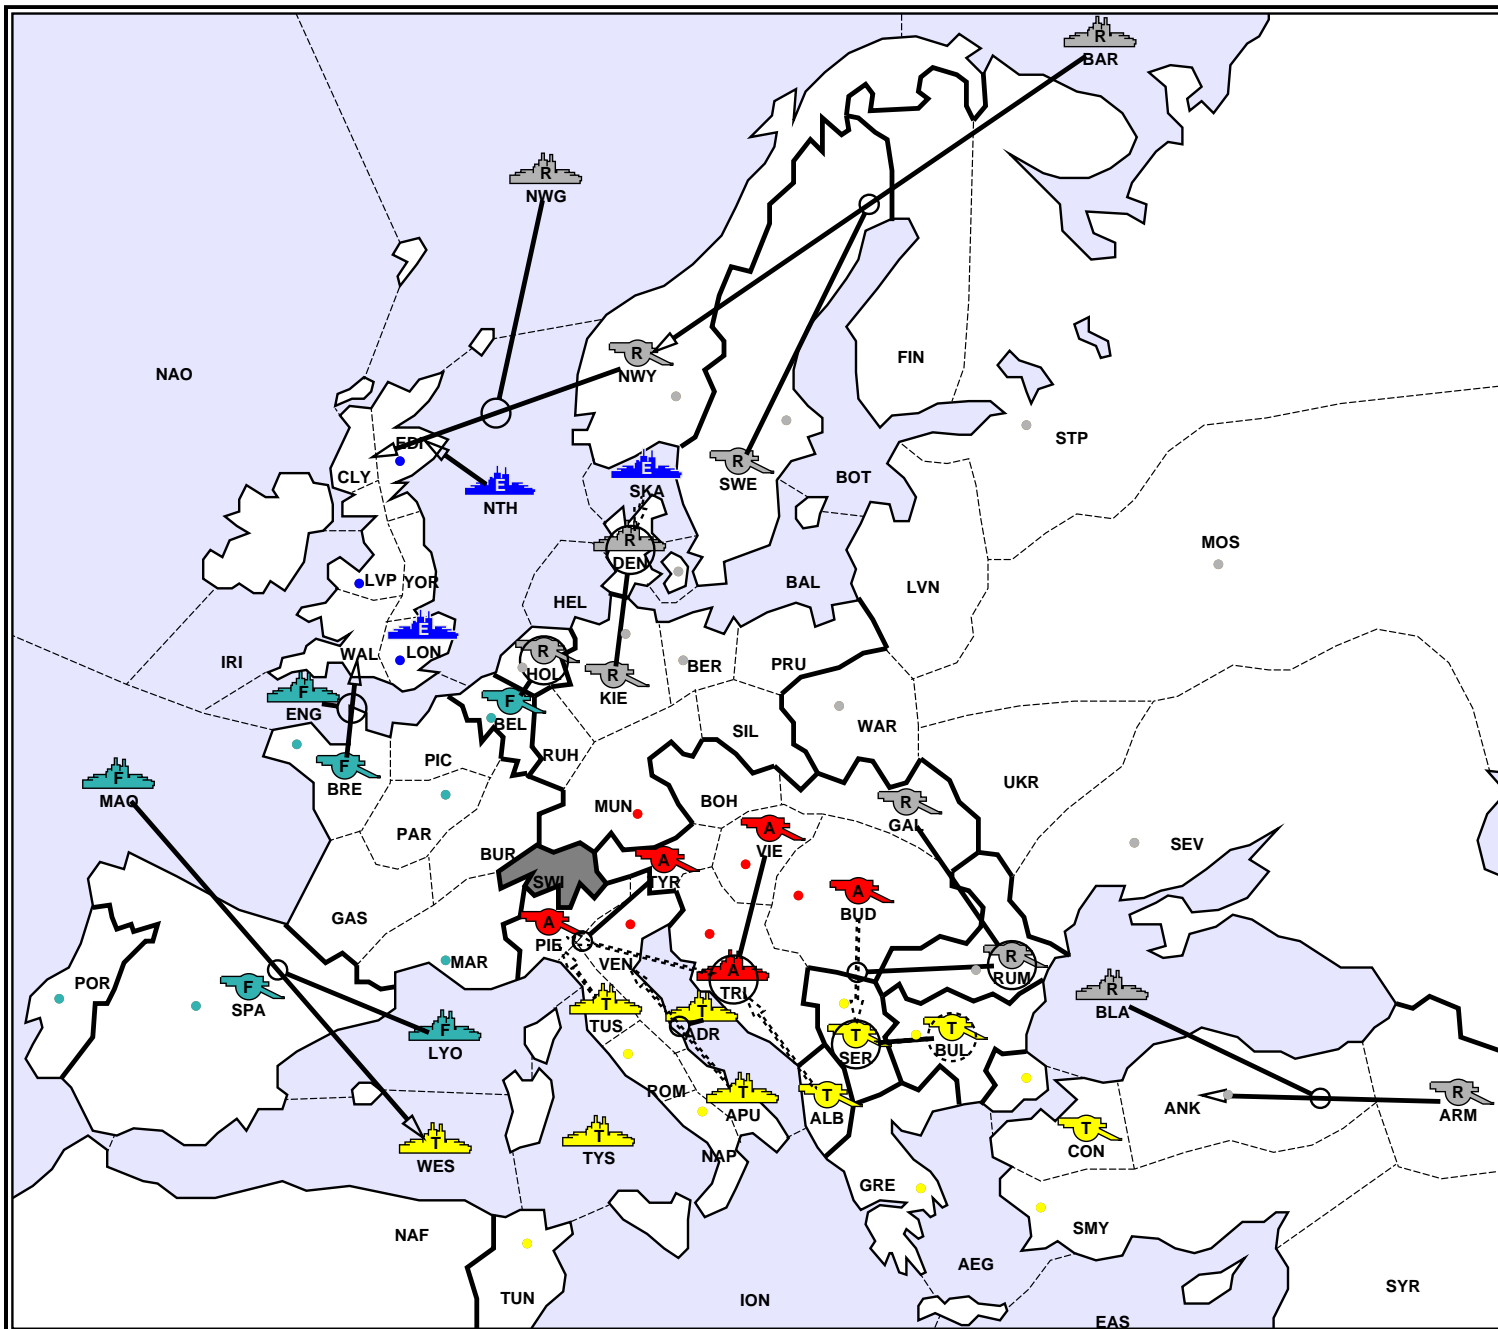 R
BAR
R
NWG
R
NWY
NAO
FIN
STP
EDI
CLY
E
NTH
E
SKA
R
SWE
BOT
MOS
R
DEN
LVP
YOR
HEL
BAL
LVN
E
LON
IRI
WAL
R
HOL
R
KIE
BER
PRU
F
ENG
F
BEL
WAR
SIL
RUH
PIC
F
BRE
UKR
F
MAO
MUN
BOH
R
GAL
PAR
A
VIE
SEV
BUR
A
TYR
SWI
A
BUD
GAS
A
PIE
MAR
VEN
R
RUM
POR
F
SPA
A
TRI
R
BLA
T
TUS
T
ADR
F
LYO
T
SER
T
BUL
ROM
T
APU
T
ALB
ANK
R
ARM
T
WES
T
TYS
T
CON
NAP
GRE
SMY
NAF
AEG
TUN
ION
SYR
EAS